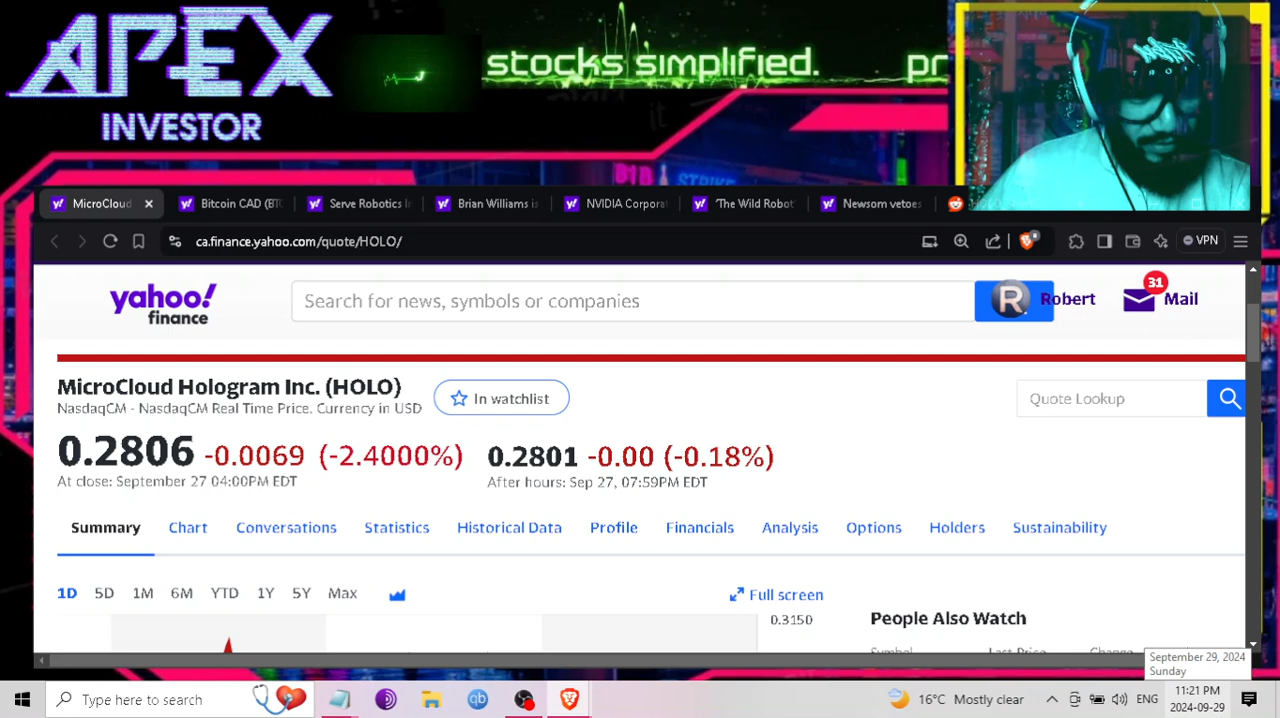 APEX
INVESTOR
stocks simplified. pr
MicroCloud
Bitcoin CAD (BT
Serve Robotics I
Brian Williams is
NVIDIA Corporat
'The Wild Robot'
Newsom vetoes
ca.finance.yahoo.com/quote/HOLO/
VPN
yahoo!
finance
Search for news, symbols or companies
R
Robert
31
Mail
MicroCloud Hologram Inc. (HOLO)
NasdaqCM - NasdaqCM Real Time Price. Currency in USD
In watchlist
Quote Lookup
0.2806 -0.0069 (-2.4000%)
At close: September 27 04:00PM EDT
0.2801 -0.00 (-0.18%)
After hours: Sep 27, 07:59PM EDT
Summary Chart Conversations Statistics Historical Data Profile Financials Analysis Options Holders Sustainability
1D 5D 1M 6M YTD 1Y 5Y Max
Full screen
0.3150
People Also Watch
Symbol Last Price Change
September 29, 2024
Sunday
Type here to search
qb
16°C Mostly clear
ENG
11:21 PM
2024-09-29